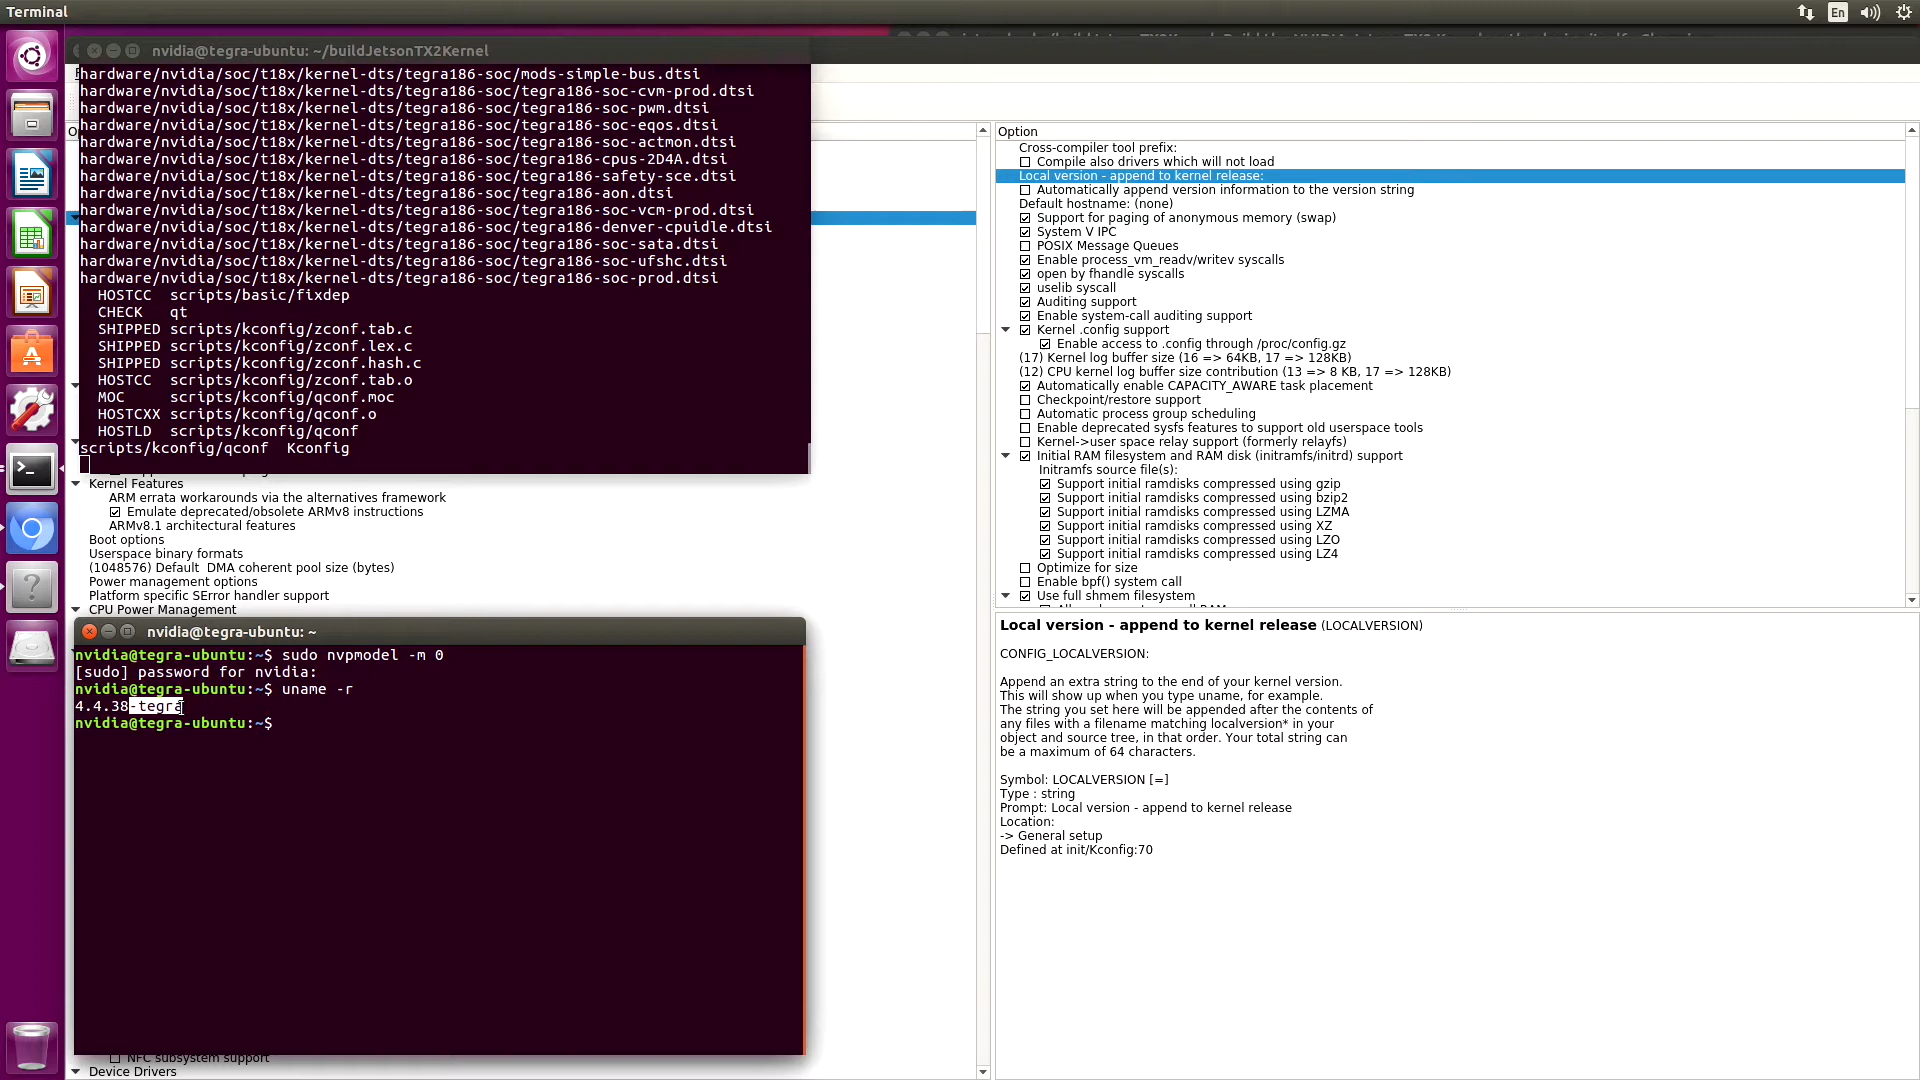 Terminal
En
nvidia@tegra-ubuntu: ~/buildJetsonTX2Kernel
hardware/nvidia/soc/t18x/kernel-dts/tegra186-soc/mods-simple-bus.dtsi
hardware/nvidia/soc/t18x/kernel-dts/tegra186-soc/tegra186-soc-cvm-prod.dtsi
hardware/nvidia/soc/t18x/kernel-dts/tegra186-soc/tegra186-soc-pwm.dtsi
hardware/nvidia/soc/t18x/kernel-dts/tegra186-soc/tegra186-soc-eqos.dtsi
hardware/nvidia/soc/t18x/kernel-dts/tegra186-soc/tegra186-soc-actmon.dtsi
hardware/nvidia/soc/t18x/kernel-dts/tegra186-soc/tegra186-cpus-2D4A.dtsi
hardware/nvidia/soc/t18x/kernel-dts/tegra186-soc/tegra186-safety-sce.dtsi
hardware/nvidia/soc/t18x/kernel-dts/tegra186-soc/tegra186-aon.dtsi
hardware/nvidia/soc/t18x/kernel-dts/tegra186-soc/tegra186-soc-vcm-prod.dtsi
hardware/nvidia/soc/t18x/kernel-dts/tegra186-soc/tegra186-denver-cpuidle.dtsi
hardware/nvidia/soc/t18x/kernel-dts/tegra186-soc/tegra186-soc-sata.dtsi
hardware/nvidia/soc/t18x/kernel-dts/tegra186-soc/tegra186-soc-ufshc.dtsi
hardware/nvidia/soc/t18x/kernel-dts/tegra186-soc/tegra186-soc-prod.dtsi
HOSTCC scripts/basic/fixdep
CHECK qt
SHIPPED scripts/kconfig/zconf.tab.c
SHIPPED scripts/kconfig/zconf.lex.c
SHIPPED scripts/kconfig/zconf.hash.c
HOSTCC scripts/kconfig/zconf.tab.o
MOC scripts/kconfig/qconf.moc
HOSTCXX scripts/kconfig/qconf.o
HOSTLD scripts/kconfig/qconf
scripts/kconfig/qconf Kconfig
Kernel Features
ARM errata workarounds via the alternatives framework
Emulate deprecated/obsolete ARMv8 instructions
ARMv8.1 architectural features
Boot options
Userspace binary formats
(1048576) Default DMA coherent pool size (bytes)
Power management options
Platform specific SError handler support
CPU Power Management
nvidia@tegra-ubuntu: ~
nvidia@tegra-ubuntu:~$ sudo nvpmodel -m 0
[sudo] password for nvidia:
nvidia@tegra-ubuntu:~$ uname -r
4.4.38-tegra
nvidia@tegra-ubuntu:~$
NFC subsystem support
Device Drivers
Option
Cross-compiler tool prefix:
Compile also drivers which will not load
Local version - append to kernel release:
Automatically append version information to the version string
Default hostname: (none)
Support for paging of anonymous memory (swap)
System V IPC
POSIX Message Queues
Enable process_vm_readv/writev syscalls
open by fhandle syscalls
uselib syscall
Auditing support
Enable system-call auditing support
Kernel .config support
Enable access to .config through /proc/config.gz
(17) Kernel log buffer size (16 => 64KB, 17 => 128KB)
(12) CPU kernel log buffer size contribution (13 => 8 KB, 17 => 128KB)
Automatically enable CAPACITY_AWARE task placement
Checkpoint/restore support
Automatic process group scheduling
Enable deprecated sysfs features to support old userspace tools
Kernel->user space relay support (formerly relayfs)
Initial RAM filesystem and RAM disk (initramfs/initrd) support
Initramfs source file(s):
Support initial ramdisks compressed using gzip
Support initial ramdisks compressed using bzip2
Support initial ramdisks compressed using LZMA
Support initial ramdisks compressed using XZ
Support initial ramdisks compressed using LZO
Support initial ramdisks compressed using LZ4
Optimize for size
Enable bpf() system call
Use full shmem filesystem
Local version - append to kernel release (LOCALVERSION)
CONFIG_LOCALVERSION:
Append an extra string to the end of your kernel version.
This will show up when you type uname, for example.
The string you set here will be appended after the contents of
any files with a filename matching localversion* in your
object and source tree, in that order. Your total string can
be a maximum of 64 characters.
Symbol: LOCALVERSION [=]
Type : string
Prompt: Local version - append to kernel release
Location:
-> General setup
Defined at init/Kconfig:70